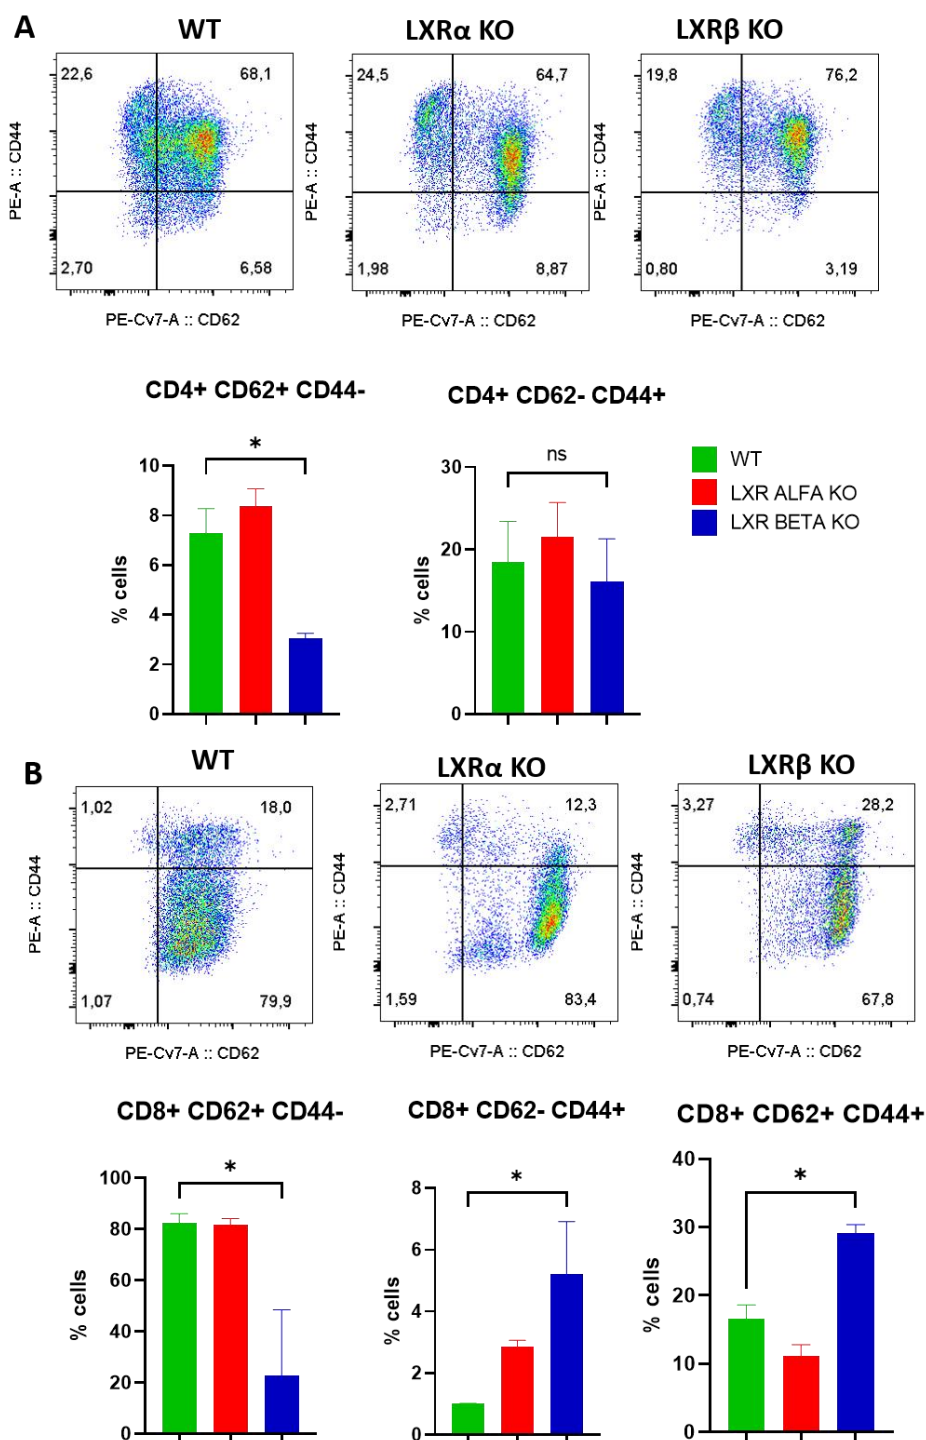 A
WT
LXRα KO
LXRβ KO
22,6
68,1
2,70
6,58
PE-A :: CD44
PE-Cv7-A :: CD62
24,5
64,7
1,98
8,87
PE-A :: CD44
PE-Cv7-A :: CD62
19,8
76,2
0,80
3,19
PE-A :: CD44
PE-Cv7-A :: CD62
CD4+ CD62+ CD44-
*
10
8
6
4
2
0
% cells
CD4+ CD62- CD44+
ns
30
20
10
0
% cells
WT
LXR ALFA KO
LXR BETA KO
B
WT
LXRα KO
LXRβ KO
1,02
18,0
1,07
79,9
PE-A :: CD44
PE-Cv7-A :: CD62
2,71
12,3
1,59
83,4
PE-A :: CD44
PE-Cv7-A :: CD62
3,27
28,2
0,74
67,8
PE-A :: CD44
PE-Cv7-A :: CD62
CD8+ CD62+ CD44-
*
100
80
60
40
20
0
% cells
CD8+ CD62- CD44+
*
8
6
4
2
0
% cells
CD8+ CD62+ CD44+
*
40
30
20
10
0
% cells